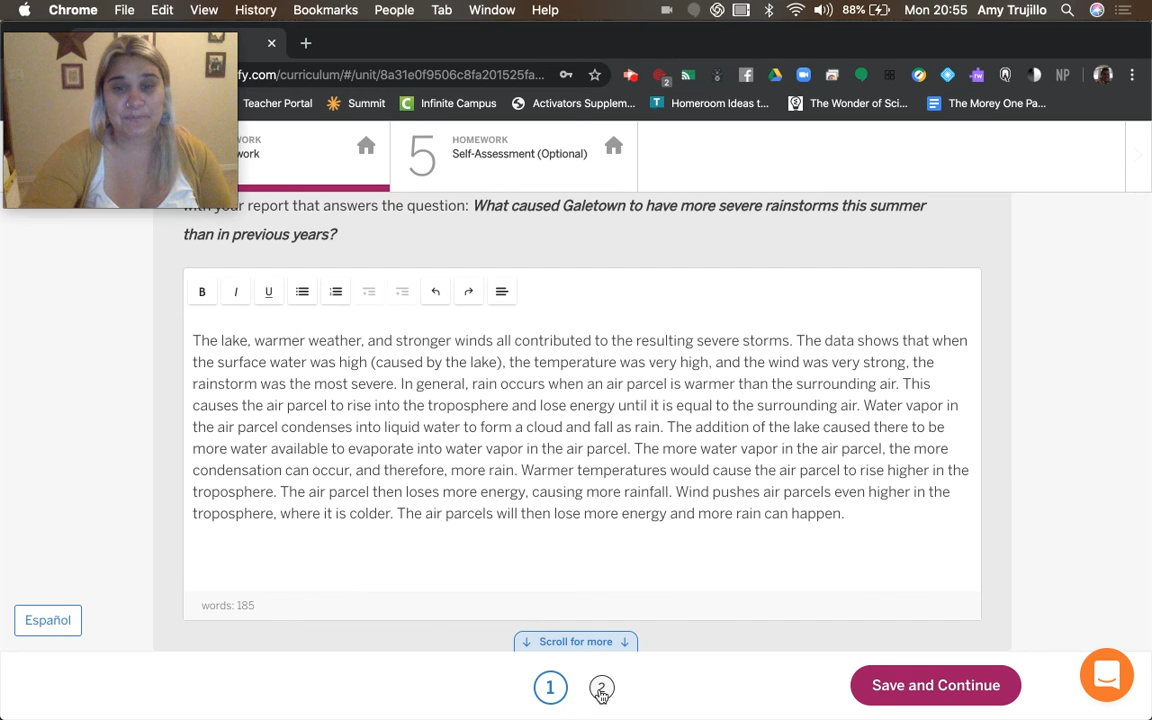 Chrome File Edit View History Bookmarks People Tab Window Help 88% Mon 20:55 Amy Trujillo
fy.com/curriculum/#/unit/8a31e0f9506c8fa201525fa... 2 NP
Teacher Portal Summit Infinite Campus Activators Supplem... Homeroom Ideas t... The Wonder of Sci... The Morey One Pa...
WORK
work
5 HOMEWORK
Self-Assessment (Optional)
with your report that answers the question: What caused Galetown to have more severe rainstorms this summer
than in previous years?
B I U
The lake, warmer weather, and stronger winds all contributed to the resulting severe storms. The data shows that when
the surface water was high (caused by the lake), the temperature was very high, and the wind was very strong, the
rainstorm was the most severe. In general, rain occurs when an air parcel is warmer than the surrounding air. This
causes the air parcel to rise into the troposphere and lose energy until it is equal to the surrounding air. Water vapor in
the air parcel condenses into liquid water to form a cloud and fall as rain. The addition of the lake caused there to be
more water available to evaporate into water vapor in the air parcel. The more water vapor in the air parcel, the more
condensation can occur, and therefore, more rain. Warmer temperatures would cause the air parcel to rise higher in the
troposphere. The air parcel then loses more energy, causing more rainfall. Wind pushes air parcels even higher in the
troposphere, where it is colder. The air parcels will then lose more energy and more rain can happen.
words: 185
Español
Scroll for more
1 2
Save and Continue